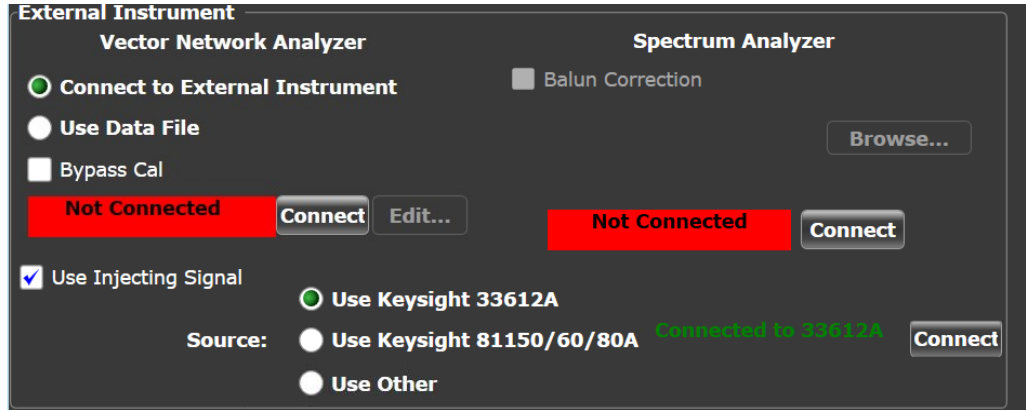 External Instrument
Vector Network Analyzer
Spectrum Analyzer
Connect to External Instrument
Balun Correction
Use Data File
Browse...
Bypass Cal
Not Connected
Connect
Edit...
Not Connected
Connect
Use Injecting Signal
Use Keysight 33612A
Source:
Use Keysight 81150/60/80A
Connected to 33612A
Connect
Use Other